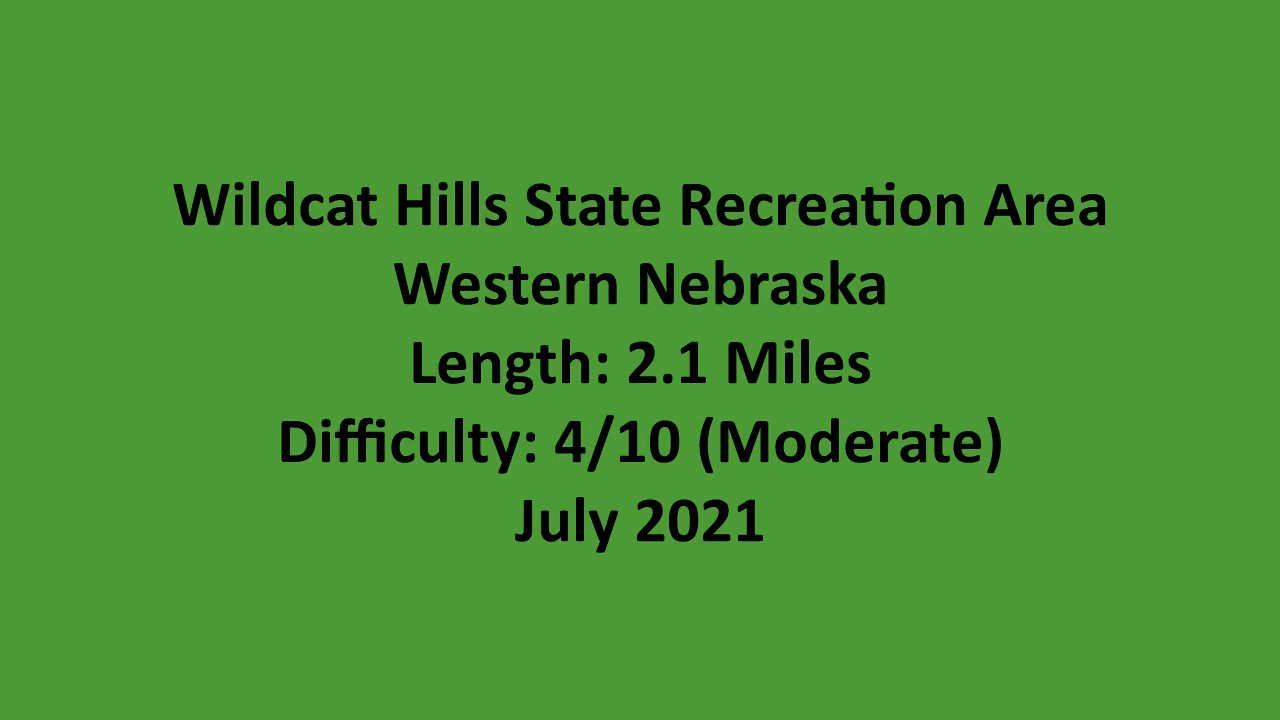 Wildcat Hills State Recreation Area
Western Nebraska
Length: 2.1 Miles
Difficulty: 4/10 (Moderate)
July 2021